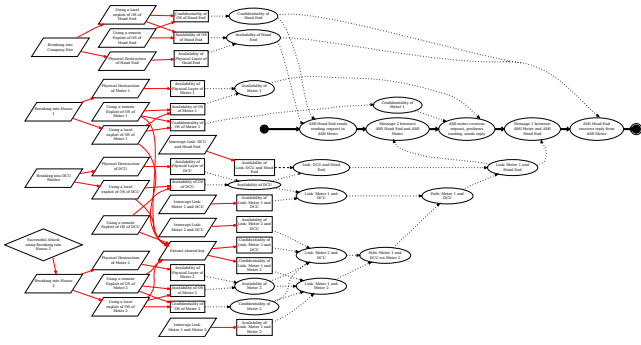 Using a local
exploit of OS of
Head End
Confidentiality of
OS of Head End
Confidentiality of
Head End
Using a remote
Exploit OS of
Head End
Availability of
OS of Head End
Availability of Head
End
Breaking into
Company Site
Physical Destruction
of Head End
Availability of
Physical Layer
of Head End
Physical Destruction
of Meter 1
Availability of
Physical Layer of
Meter 1
Availability of
Meter 1
Breaking into House
1
Using a remote
Exploit OS of
Meter 1
Availability of OS
of Meter 1
Confidentiality of
Meter 1
Using a local
exploit of OS of
Meter 1
Confidentiality of
OS of Meter 1
AMI Head End sends
reading request to
AMI Meter
Message 2 between
AMI Head End and AMI
Meter
AMI meter receives
request, performs
reading, sends reply
Message 1 between
AMI Meter and AMI
Head End
AMI Head End
receives reply from
AMI Meter
Interrupt Link: DCU
and Head End
Physical Destruction
of DCU
Availability of
Physical Layer of
DCU
Availability of
Link: DCU and Head
End
Link: DCU and Head
End
Link: Meter 1 and
Head End
Breaking into DCU
Shelter
Using a local
exploit of OS of DCU
Availability of OS
of DCU
Availability of DCU
Interrupt Link:
Meter 1 and DCU
Availability of
Link: Meter 1 and
DCU
Link: Meter 1 and
DCU
Path: Meter 1 and
DCU
Using a remote
Exploit OS of DCU
Interrupt Link:
Meter 2 and DCU
Availability of
Link: Meter 2 and
DCU
Successful Attack
using Breaking into
House 2
Extract shared key
Confidentiality of
Link: Meter 2 and
DCU
Link: Meter 2 and
DCU
Path: Meter 1 and
DCU via Meter 2
Physical Destruction
of Meter 2
Availability of
Physical Layer of
Meter 2
Confidentiality of
Link: Meter 1 and
Meter 2
Breaking into House
2
Using a remote
Exploit OS of
Meter 2
Availability of OS
of Meter 2
Availability of
Meter 2
Link: Meter 1 and
Meter 2
Using a local
exploit of OS of
Meter 2
Confidentiality of
OS of Meter 2
Confidentiality of
Meter 2
Interrupt Link:
Meter 1 and Meter 2
Availability of
Link: Meter 1 and
Meter 2